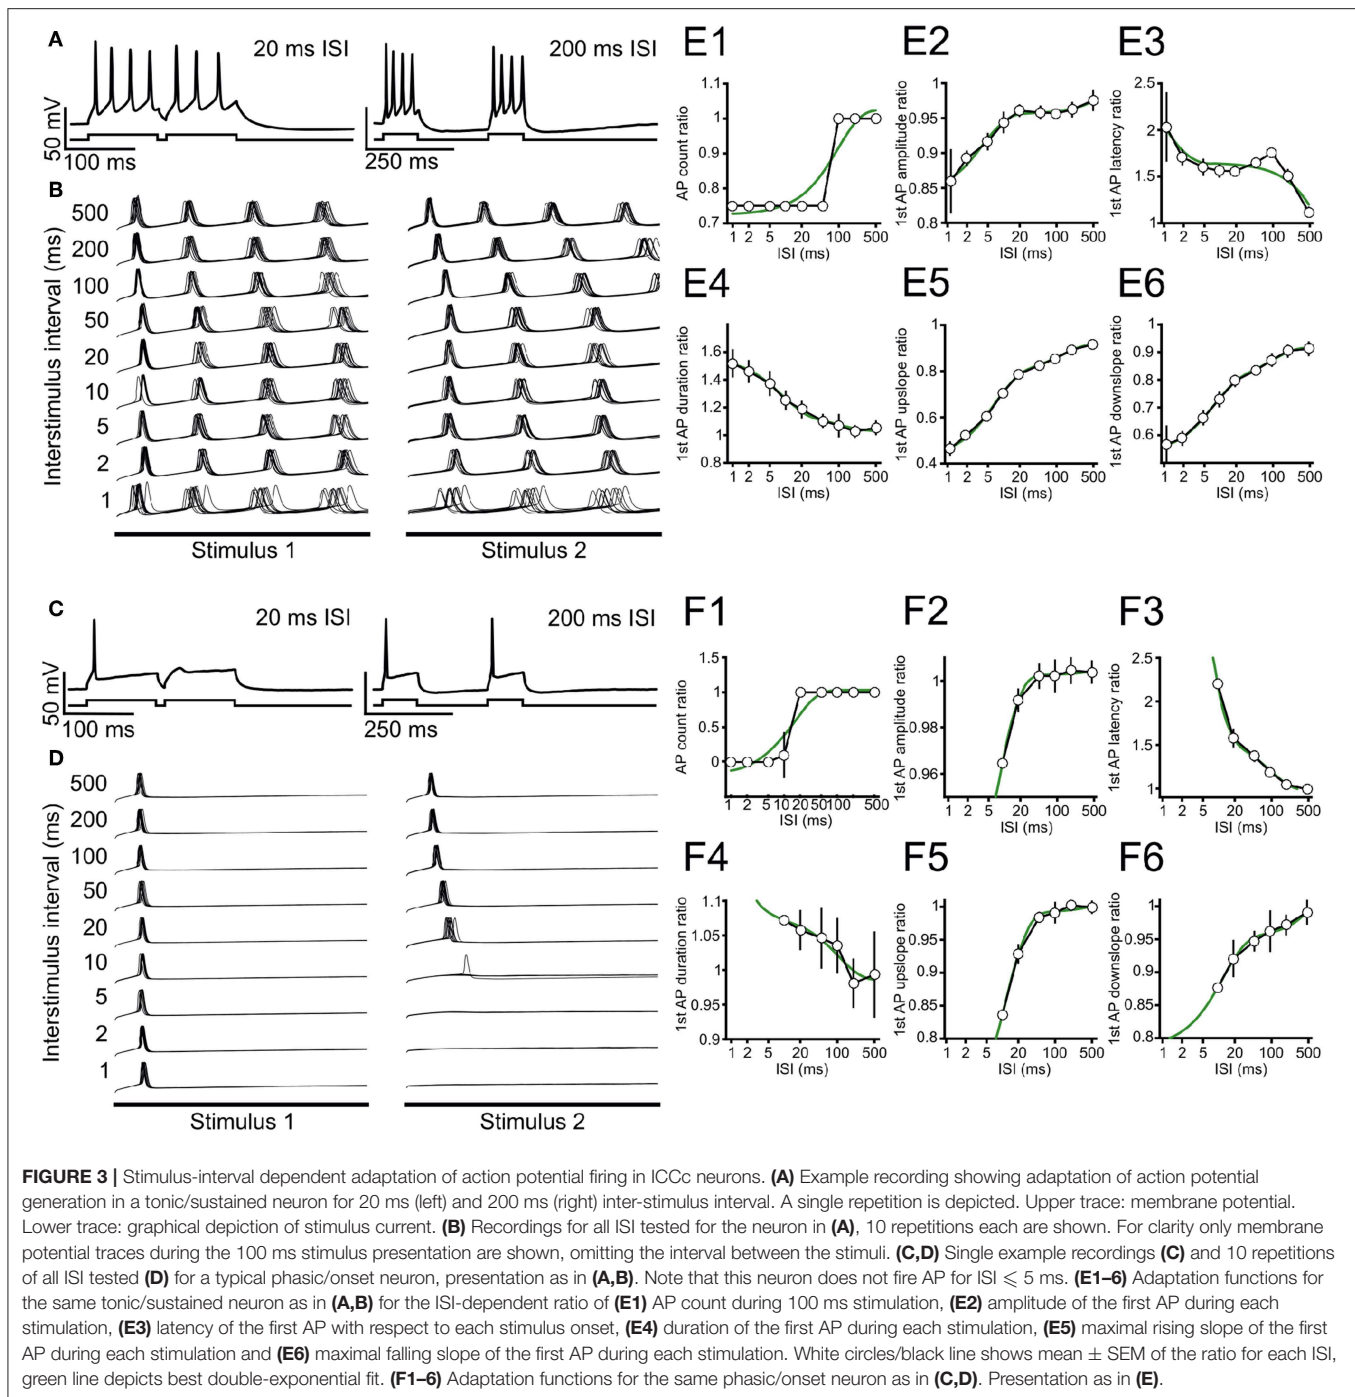 A
20 ms ISI
200 ms ISI
50 mV
100 ms
250 ms
B
Interstimulus interval (ms)
500
200
100
50
20
10
5
2
1
Stimulus 1
Stimulus 2
E1
AP count ratio
1.1
1
0.9
0.8
0.7
1 2 5 20 100 500
ISI (ms)
E2
1st AP amplitude ratio
1
0.95
0.9
0.85
0.8
1 2 5 20 100 500
ISI (ms)
E3
1st AP latency ratio
2.5
2
1.5
1
1 2 5 20 100 500
ISI (ms)
E4
1st AP duration ratio
1.6
1.4
1.2
1
0.8
1 2 5 20 100 500
ISI (ms)
E5
1st AP upslope ratio
1
0.8
0.6
0.4
1 2 5 20 100 500
ISI (ms)
E6
1st AP downslope ratio
1
0.8
0.6
1 2 5 20 100 500
ISI (ms)
C
20 ms ISI
200 ms ISI
50 mV
100 ms
250 ms
D
Interstimulus interval (ms)
500
200
100
50
20
10
5
2
1
Stimulus 1
Stimulus 2
F1
AP count ratio
1.5
1
0.5
0
1 2 5 10 20 50 100 500
ISI (ms)
F2
1st AP amplitude ratio
1
0.98
0.96
1 2 5 20 100 500
ISI (ms)
F3
1st AP latency ratio
2.5
2
1.5
1
1 2 5 20 100 500
ISI (ms)
F4
1st AP duration ratio
1.1
1.05
1
0.95
0.9
1 2 5 20 100 500
ISI (ms)
F5
1st AP upslope ratio
1
0.95
0.9
0.85
0.8
1 2 5 20 100 500
ISI (ms)
F6
1st AP downslope ratio
1
0.95
0.9
0.85
0.8
1 2 5 20 100 500
ISI (ms)
FIGURE 3 | Stimulus-interval dependent adaptation of action potential firing in ICCc neurons. (A) Example recording showing adaptation of action potential
generation in a tonic/sustained neuron for 20 ms (left) and 200 ms (right) inter-stimulus interval. A single repetition is depicted. Upper trace: membrane potential.
Lower trace: graphical depiction of stimulus current. (B) Recordings for all ISI tested for the neuron in (A), 10 repetitions each are shown. For clarity only membrane
potential traces during the 100 ms stimulus presentation are shown, omitting the interval between the stimuli. (C,D) Single example recordings (C) and 10 repetitions
of all ISI tested (D) for a typical phasic/onset neuron, presentation as in (A,B). Note that this neuron does not fire AP for ISI ⩽ 5 ms. (E1–6) Adaptation functions for
the same tonic/sustained neuron as in (A,B) for the ISI-dependent ratio of (E1) AP count during 100 ms stimulation, (E2) amplitude of the first AP during each
stimulation, (E3) latency of the first AP with respect to each stimulus onset, (E4) duration of the first AP during each stimulation, (E5) maximal rising slope of the first
AP during each stimulation and (E6) maximal falling slope of the first AP during each stimulation. White circles/black line shows mean ± SEM of the ratio for each ISI,
green line depicts best double-exponential fit. (F1–6) Adaptation functions for the same phasic/onset neuron as in (C,D). Presentation as in (E).